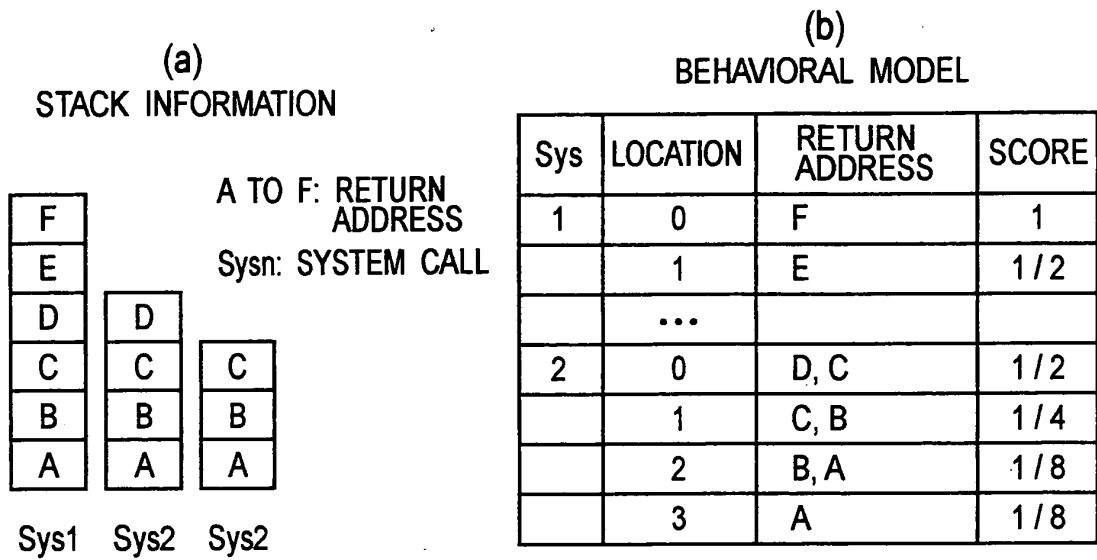 (a)
STACK INFORMATION
A TO F: RETURN
ADDRESS
Sysn: SYSTEM CALL
F
E
D D
C C C
B B B
A A A
Sys1 Sys2 Sys2
(b)
BEHAVIORAL MODEL
Sys LOCATION RETURN ADDRESS SCORE
1 0 F 1
1 E 1/2
...
2 0 D, C 1/2
1 C, B 1/4
2 B, A 1/8
3 A 1/8